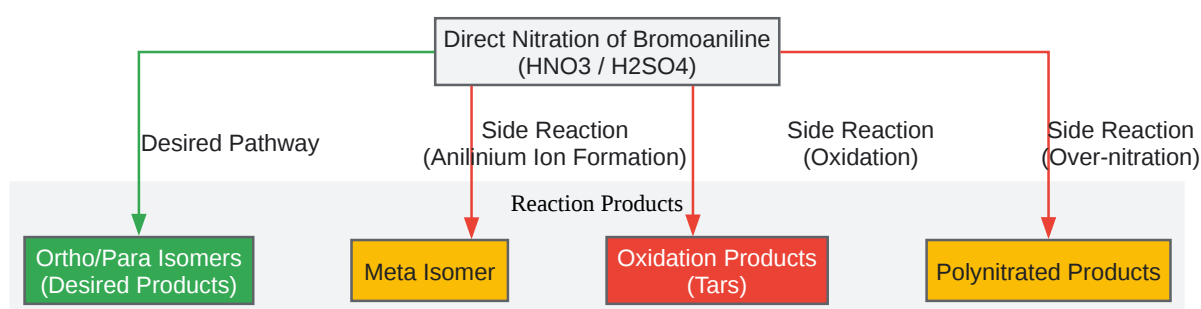 Direct Nitration of Bromoaniline
(HNO3 / H2SO4)
Desired Pathway
Side Reaction
(Anilinium Ion Formation)
Side Reaction
(Oxidation)
Side Reaction
(Over-nitration)
Reaction Products
Ortho/Para Isomers
(Desired Products)
Meta Isomer
Oxidation Products
(Tars)
Polynitrated Products